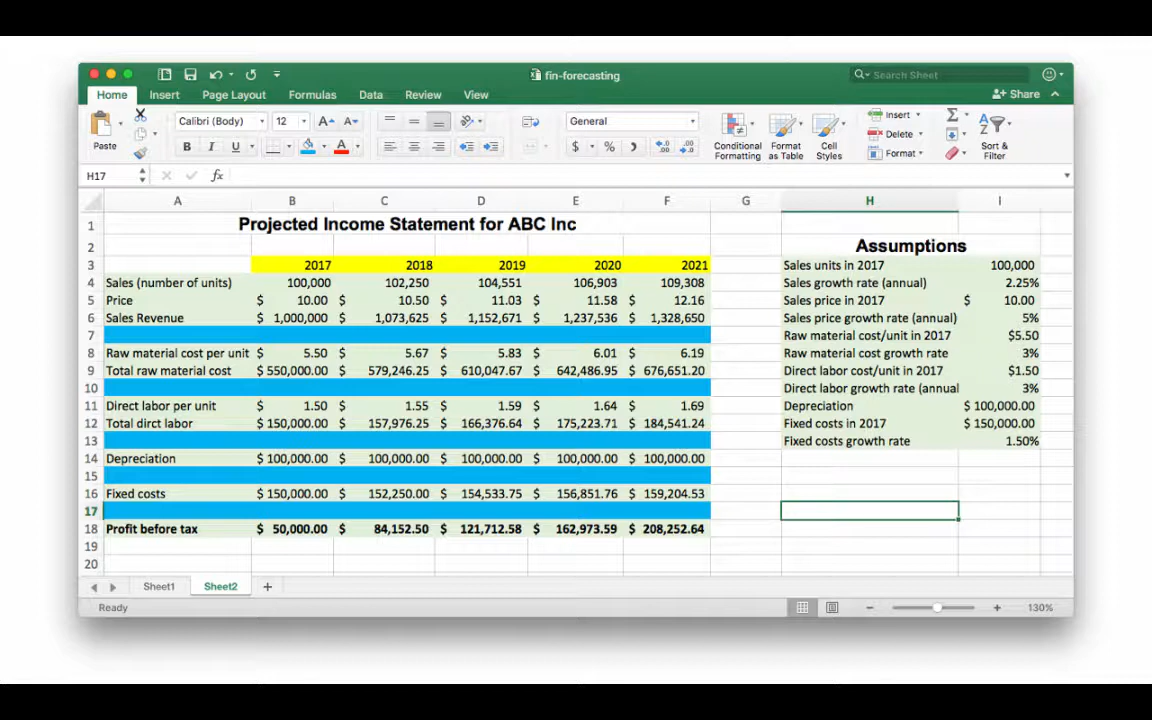 fin-forecasting
Search Sheet
Home Insert Page Layout Formulas Data Review View
Share
Paste
Calibri (Body) 12 A A
B I U A
General
$ % )
Conditional Formatting
Format as Table
Cell Styles
Insert
Delete
Format
Sort & Filter
H17 fx
A B C D E F G H I
1 Projected Income Statement for ABC Inc
2 Assumptions
3 2017 2018 2019 2020 2021 Sales units in 2017 100,000
4 Sales (number of units) 100,000 102,250 104,551 106,903 109,308 Sales growth rate (annual) 2.25%
5 Price $ 10.00 $ 10.50 $ 11.03 $ 11.58 $ 12.16 Sales price in 2017 $ 10.00
6 Sales Revenue $ 1,000,000 $ 1,073,625 $ 1,152,671 $ 1,237,536 $ 1,328,650 Sales price growth rate (annual) 5%
7 Raw material cost/unit in 2017 $5.50
8 Raw material cost per unit $ 5.50 $ 5.67 $ 5.83 $ 6.01 $ 6.19 Raw material cost growth rate 3%
9 Total raw material cost $ 550,000.00 $ 579,246.25 $ 610,047.67 $ 642,486.95 $ 676,651.20 Direct labor cost/unit in 2017 $1.50
10 Direct labor growth rate (annual 3%
11 Direct labor per unit $ 1.50 $ 1.55 $ 1.59 $ 1.64 $ 1.69 Depreciation $ 100,000.00
12 Total dirct labor $ 150,000.00 $ 157,976.25 $ 166,376.64 $ 175,223.71 $ 184,541.24 Fixed costs in 2017 $ 150,000.00
13 Fixed costs growth rate 1.50%
14 Depreciation $ 100,000.00 $ 100,000.00 $ 100,000.00 $ 100,000.00 $ 100,000.00
15
16 Fixed costs $ 150,000.00 $ 152,250.00 $ 154,533.75 $ 156,851.76 $ 159,204.53
17
18 Profit before tax $ 50,000.00 $ 84,152.50 $ 121,712.58 $ 162,973.59 $ 208,252.64
19
20
Sheet1 Sheet2 +
Ready 130%